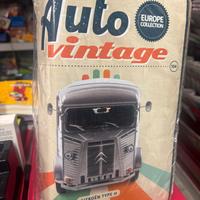 Auto
EUROPE
COLLECTION
vintage
CITROËN TYPE H